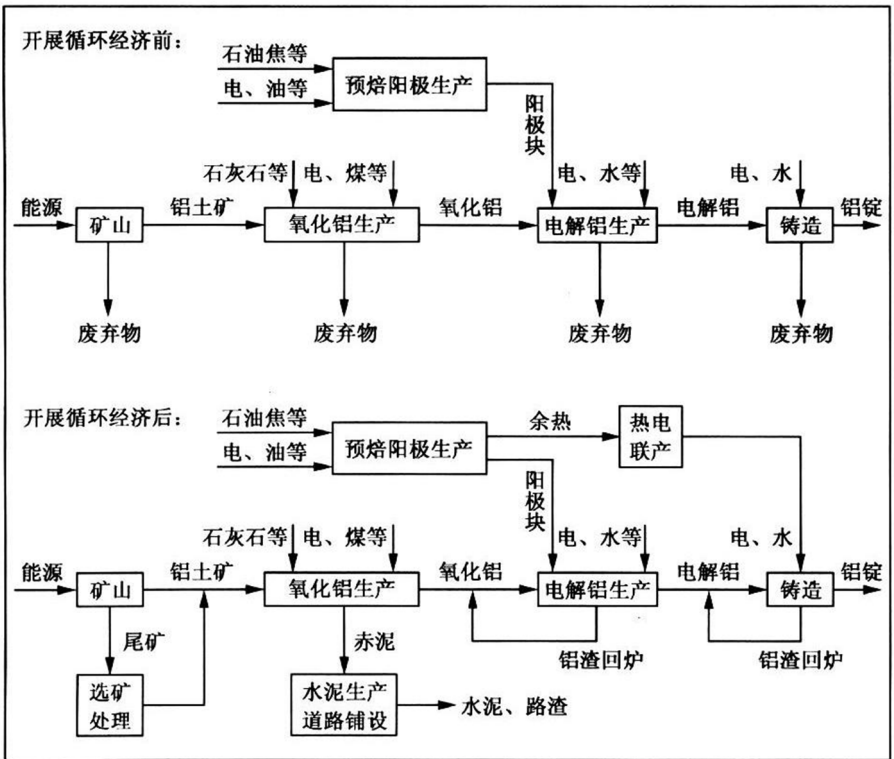 开展循环经济前：
石油焦等
电、油等
预焙阳极生产
阳极块
石灰石等
电、煤等
电、水等
电、水
能源
矿山
铝土矿
氧化铝生产
氧化铝
电解铝生产
电解铝
铸造
铝锭
废弃物
废弃物
废弃物
废弃物
开展循环经济后：
石油焦等
电、油等
预焙阳极生产
余热
热电
联产
阳极块
石灰石等
电、煤等
电、水等
电、水
能源
矿山
铝土矿
氧化铝生产
氧化铝
电解铝生产
电解铝
铸造
铝锭
尾矿
赤泥
铝渣回炉
铝渣回炉
选矿
处理
水泥生产
道路铺设
水泥、路渣